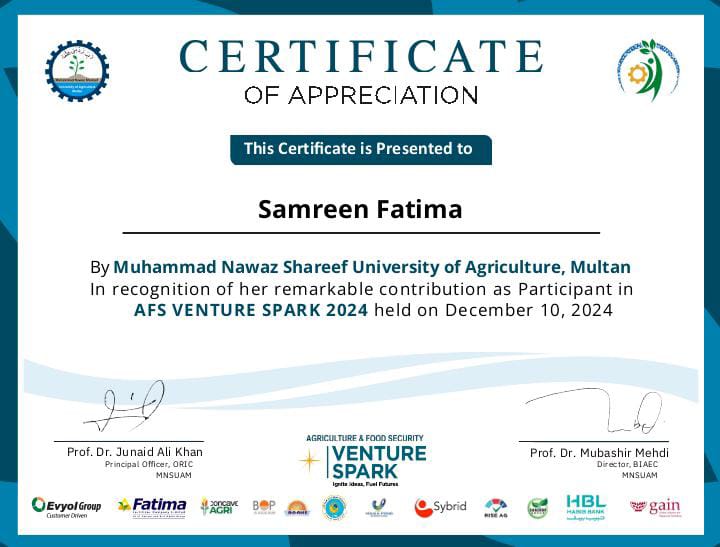 CERTIFICATE
OF APPRECIATION
This Certificate is Presented to
Samreen Fatima
By Muhammad Nawaz Shareef University of Agriculture, Multan
In recognition of her remarkable contribution as Participant in
AFS VENTURE SPARK 2024 held on December 10, 2024
Prof. Dr. Junaid Ali Khan
Principal Officer, ORIC
MNSUAM
AGRICULTURE & FOOD SECURITY
VENTURE
SPARK
Ignite Ideas, Fuel Futures
Prof. Dr. Mubashir Mehdi
Director, BIAEC
MNSUAM
Evyol Group
Customer Driven
Fatima
CONCAVE
AGRI
BOP
Sybrid
RISE AG
HBL
HABIB BANK
gain